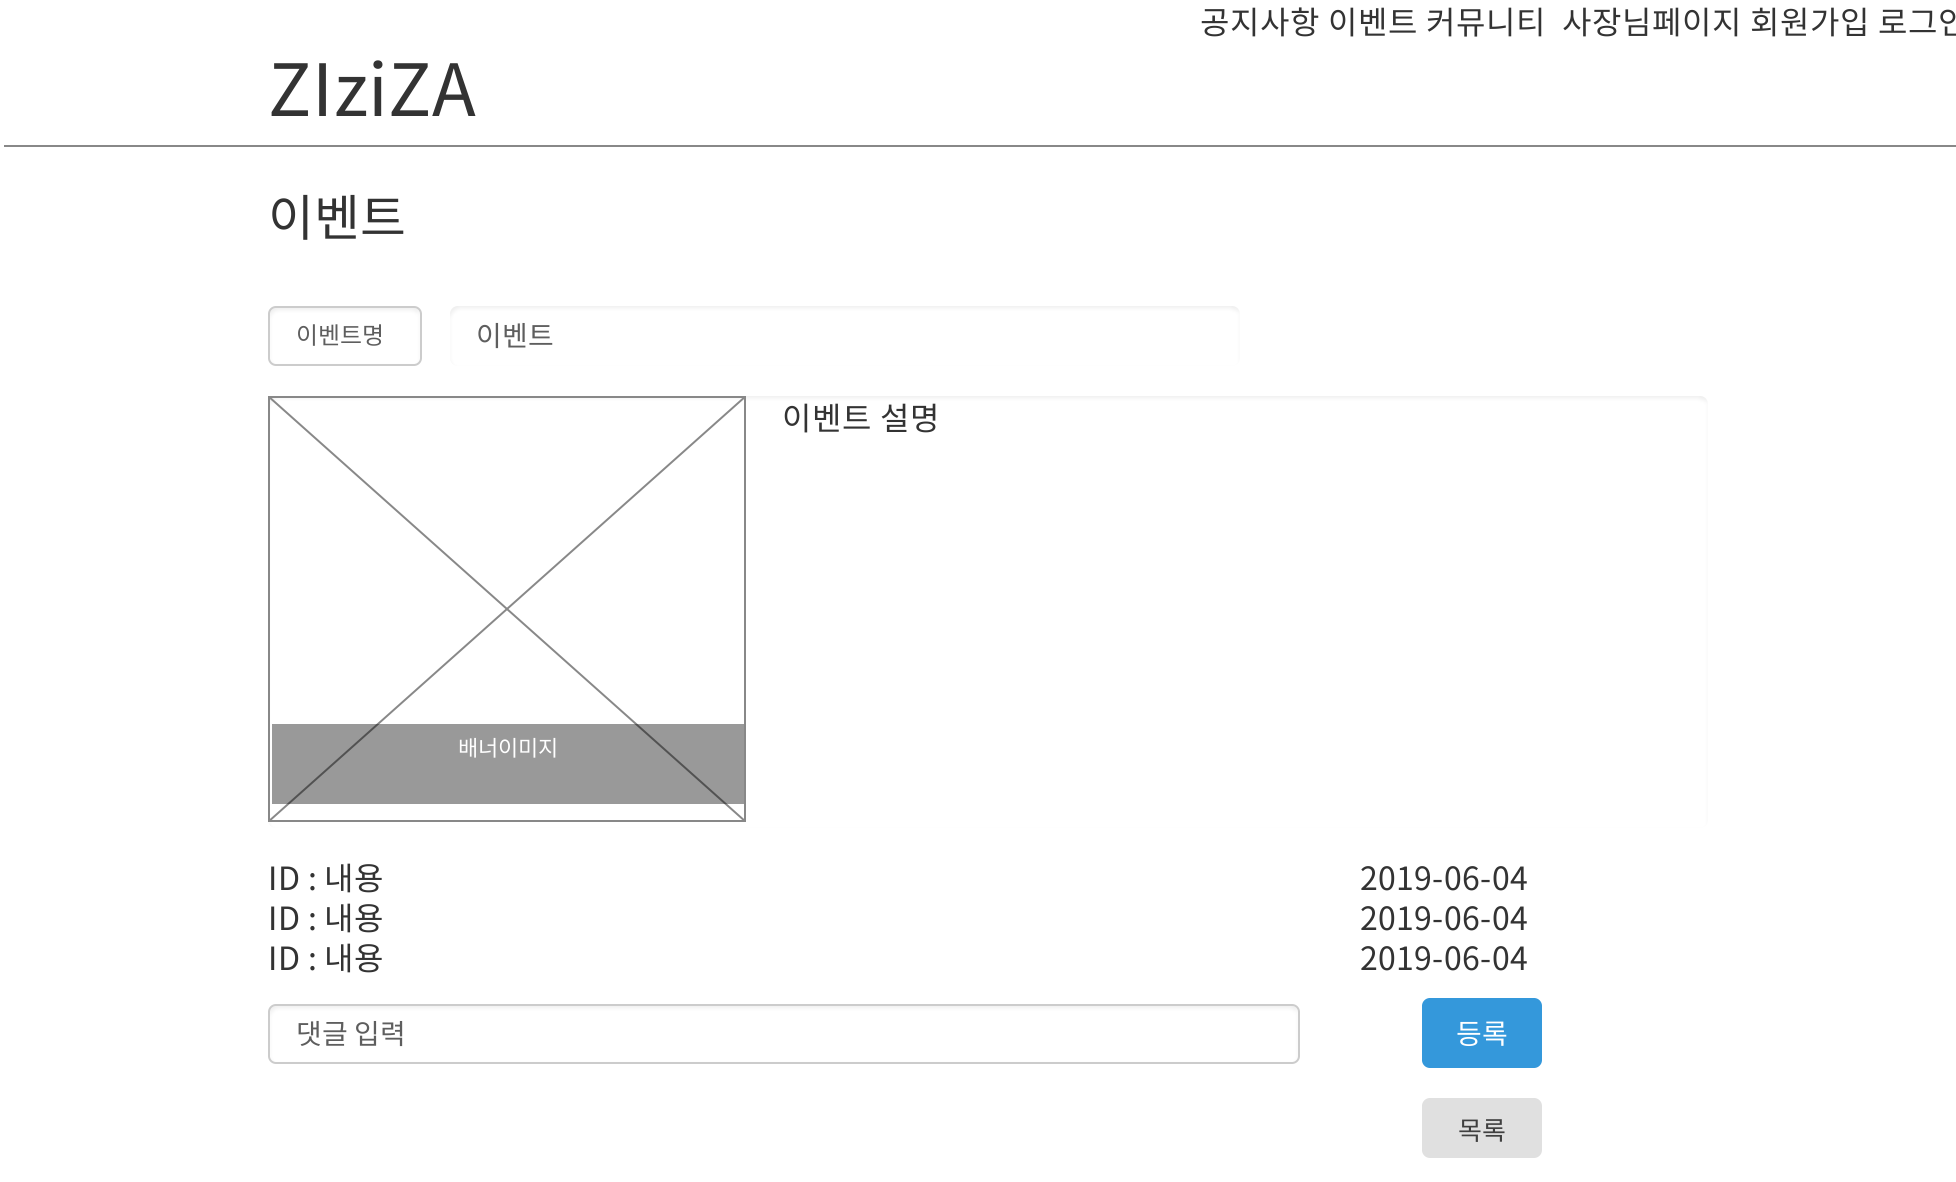 공지사항 이벤트 커뮤니티 사장님페이지 회원가입 로그인
ZIziZA
이벤트
이벤트명 이벤트
이벤트 설명
배너이미지
ID : 내용 2019-06-04
ID : 내용 2019-06-04
ID : 내용 2019-06-04
댓글 입력 등록
목록